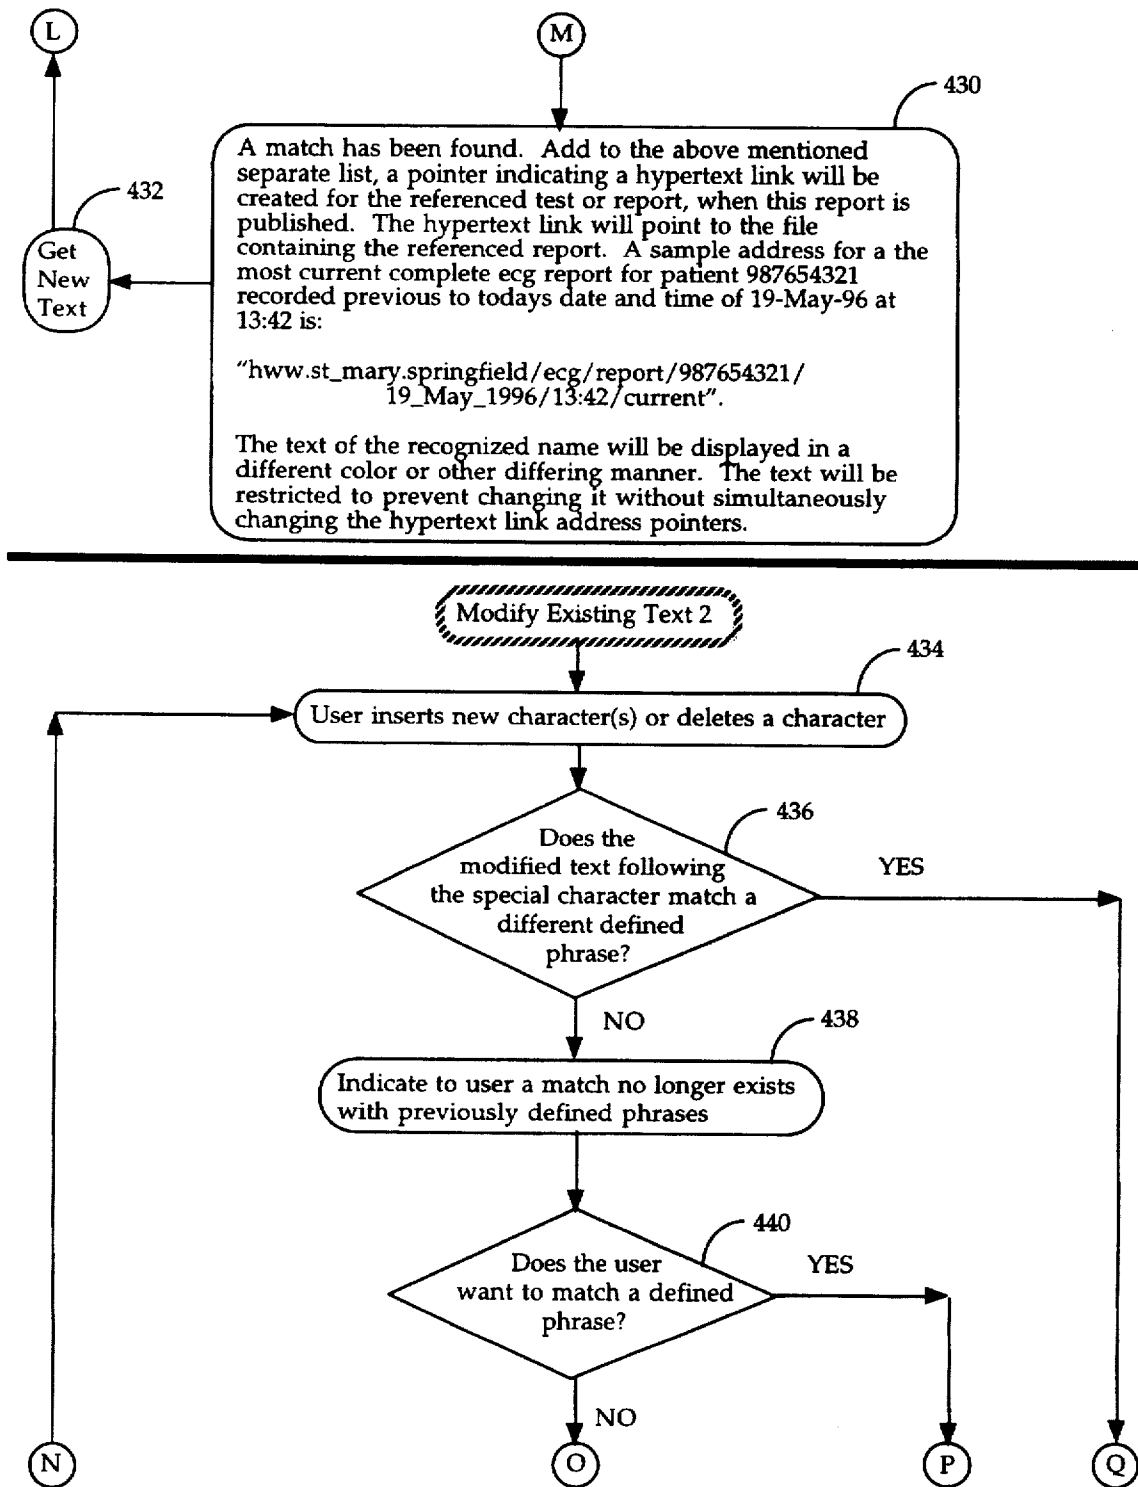 L
M
430
A match has been found. Add to the above mentioned
separate list, a pointer indicating a hypertext link will be
created for the referenced test or report, when this report is
published. The hypertext link will point to the file
containing the referenced report. A sample address for a the
most current complete ecg report for patient 987654321
recorded previous to todays date and time of 19-May-96 at
13:42 is:
"hww.st_mary.springfield/ecg/report/987654321/
19_May_1996/13:42/current".
The text of the recognized name will be displayed in a
different color or other differing manner. The text will be
restricted to prevent changing it without simultaneously
changing the hypertext link address pointers.
432
Get
New
Text
Modify Existing Text 2
434
User inserts new character(s) or deletes a character
436
Does the
modified text following
the special character match a
different defined
phrase?
YES
NO
438
Indicate to user a match no longer exists
with previously defined phrases
440
Does the user
want to match a defined
phrase?
YES
NO
N
O
P
Q